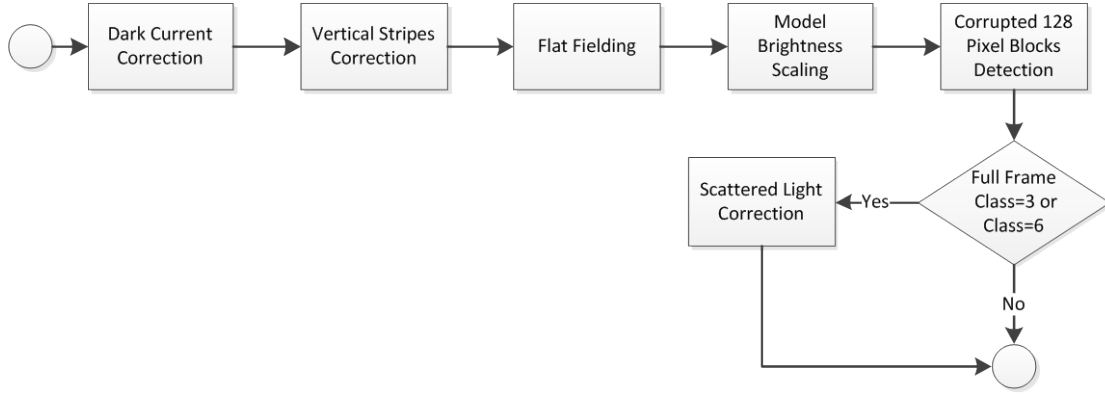 Dark Current
Correction
Vertical Stripes
Correction
Flat Fielding
Model
Brightness
Scaling
Corrupted 128
Pixel Blocks
Detection
Full Frame
Class=3 or
Class=6
Yes
Scattered Light
Correction
No